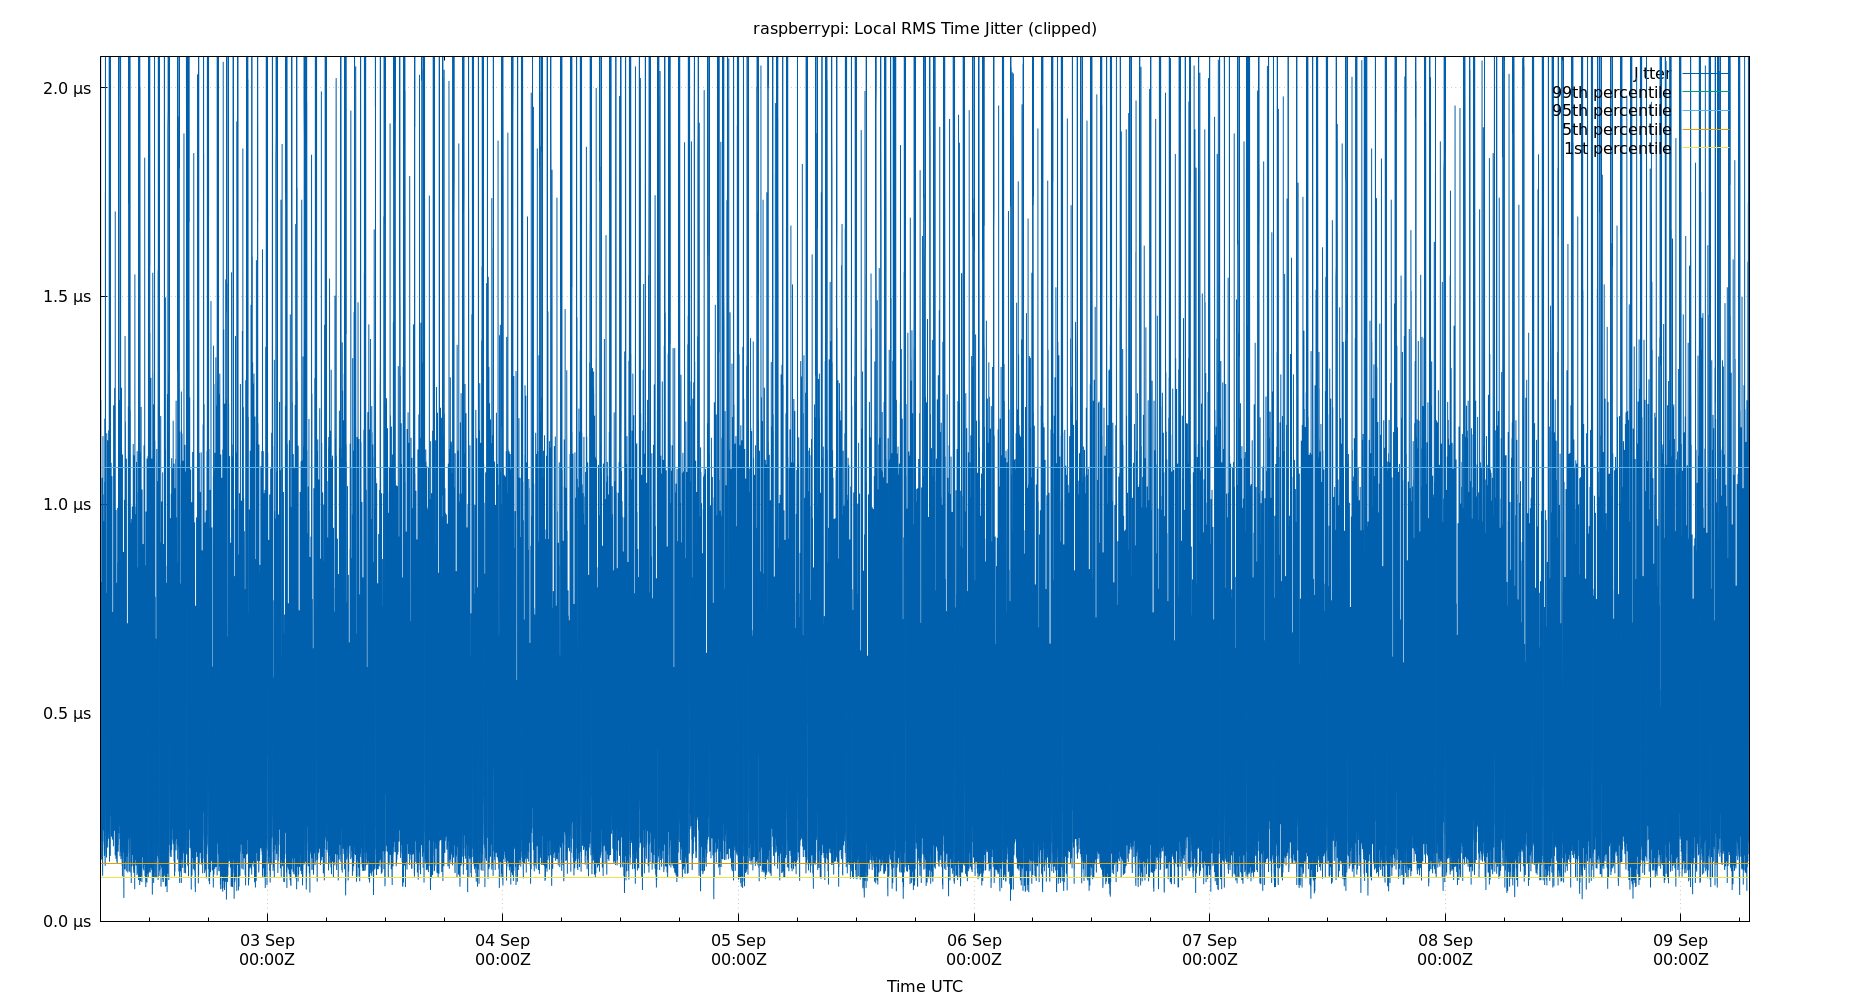 raspberrypi: Local RMS Time Jitter (clipped)
2.0 µs
1.5 µs
1.0 µs
0.5 µs
0.0 µs
Jitter
99th percentile
95th percentile
5th percentile
1st percentile
03 Sep 04 Sep 05 Sep 06 Sep 07 Sep 08 Sep 09 Sep
00:00Z 00:00Z 00:00Z 00:00Z 00:00Z 00:00Z 00:00Z
Time UTC